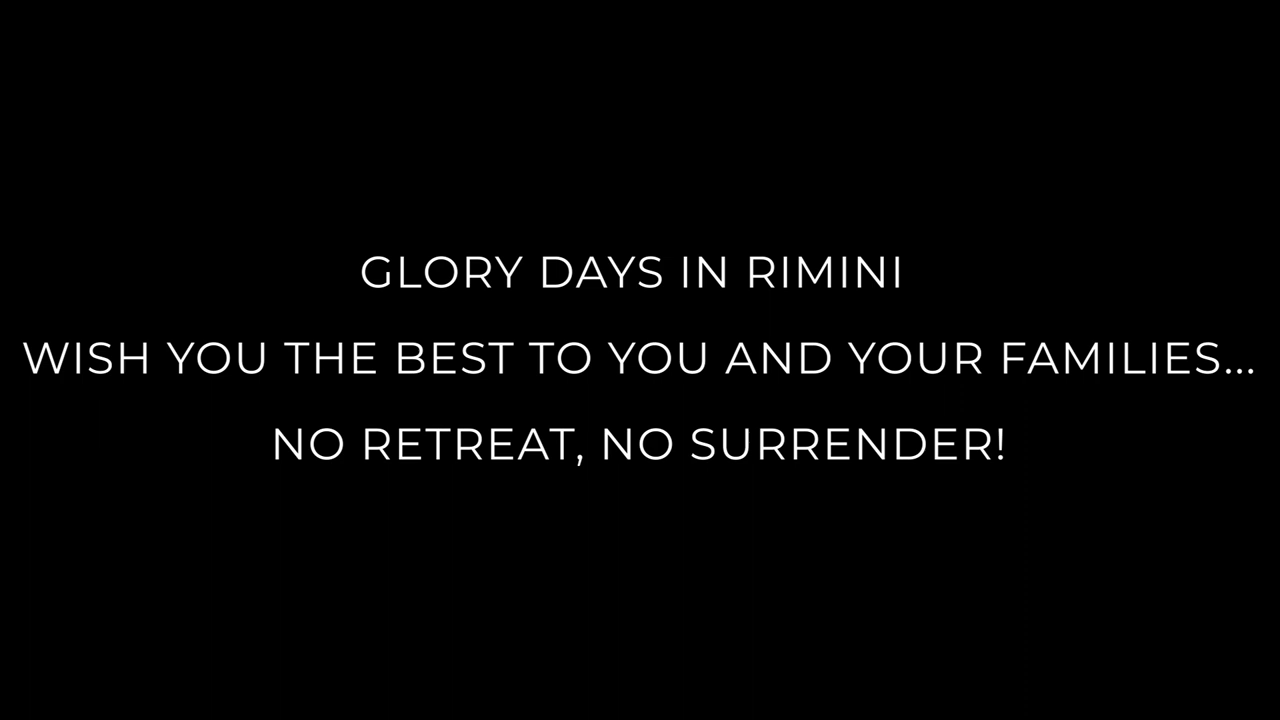 GLORY DAYS IN RIMINI
WISH YOU THE BEST TO YOU AND YOUR FAMILIES...
NO RETREAT, NO SURRENDER!